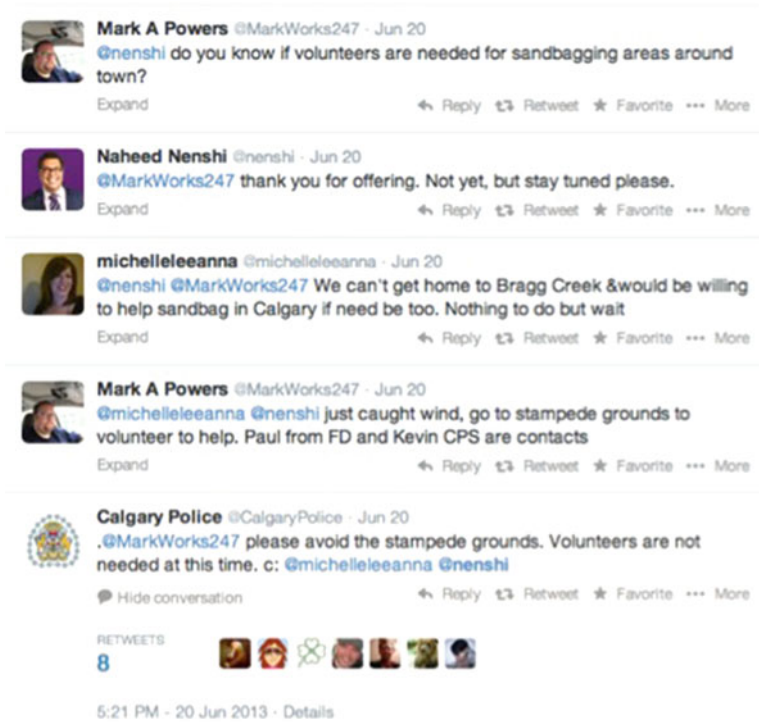 Mark A Powers @MarkWorks247 · Jun 20
@nenshi do you know if volunteers are needed for sandbagging areas around
town?
Expand Reply Retweet Favorite More
Naheed Nenshi @nenshi · Jun 20
@MarkWorks247 thank you for offering. Not yet, but stay tuned please.
Expand Reply Retweet Favorite More
michelleleeanna @michelleleeanna · Jun 20
@nenshi @MarkWorks247 We can't get home to Bragg Creek &would be willing
to help sandbag in Calgary if need be too. Nothing to do but wait
Expand Reply Retweet Favorite More
Mark A Powers @MarkWorks247 · Jun 20
@michelleleeanna @nenshi just caught wind, go to stampede grounds to
volunteer to help. Paul from FD and Kevin CPS are contacts
Expand Reply Retweet Favorite More
Calgary Police @CalgaryPolice · Jun 20
.@MarkWorks247 please avoid the stampede grounds. Volunteers are not
needed at this time. c: @michelleleeanna @nenshi
Hide conversation Reply Retweet Favorite More
RETWEETS
8
5:21 PM - 20 Jun 2013 · Details